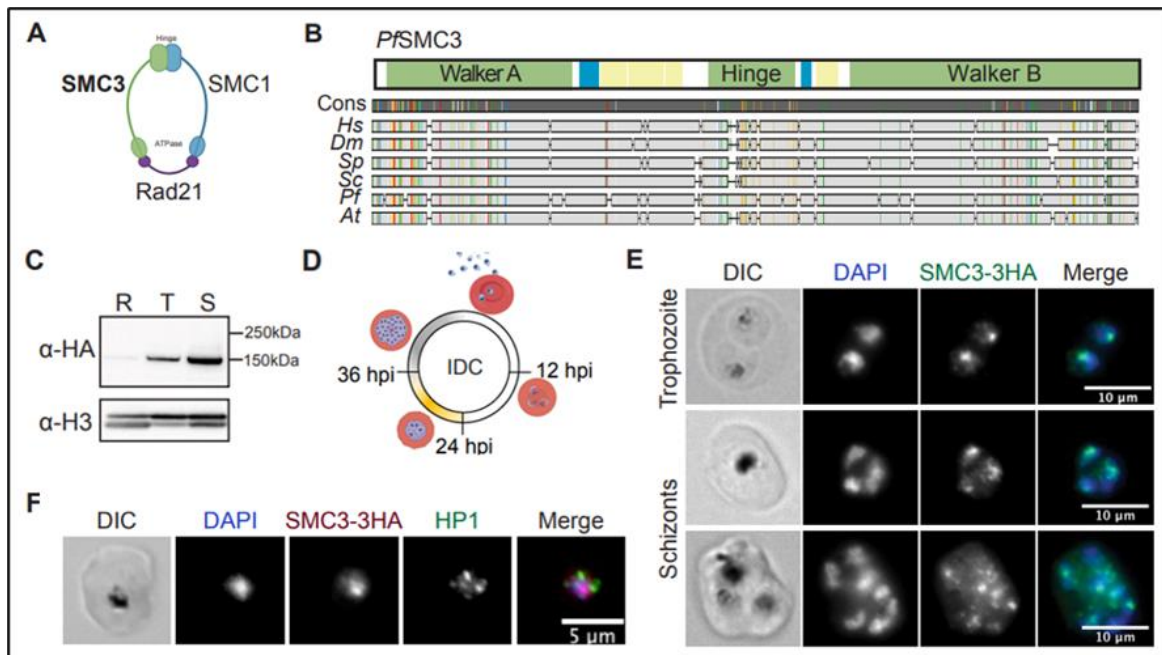 A
Hinge
SMC3
SMC1
ATPase
Rad21
B
PfSMC3
Walker A
Hinge
Walker B
Cons
Hs
Dm
Sp
Sc
Pf
At
C
R T S
α-HA
250kDa
150kDa
α-H3
D
36 hpi
IDC
12 hpi
24 hpi
E
DIC DAPI SMC3-3HA Merge
Trophozoite
10 µm
Schizonts
10 µm
10 µm
F
DIC DAPI SMC3-3HA HP1 Merge
5 µm